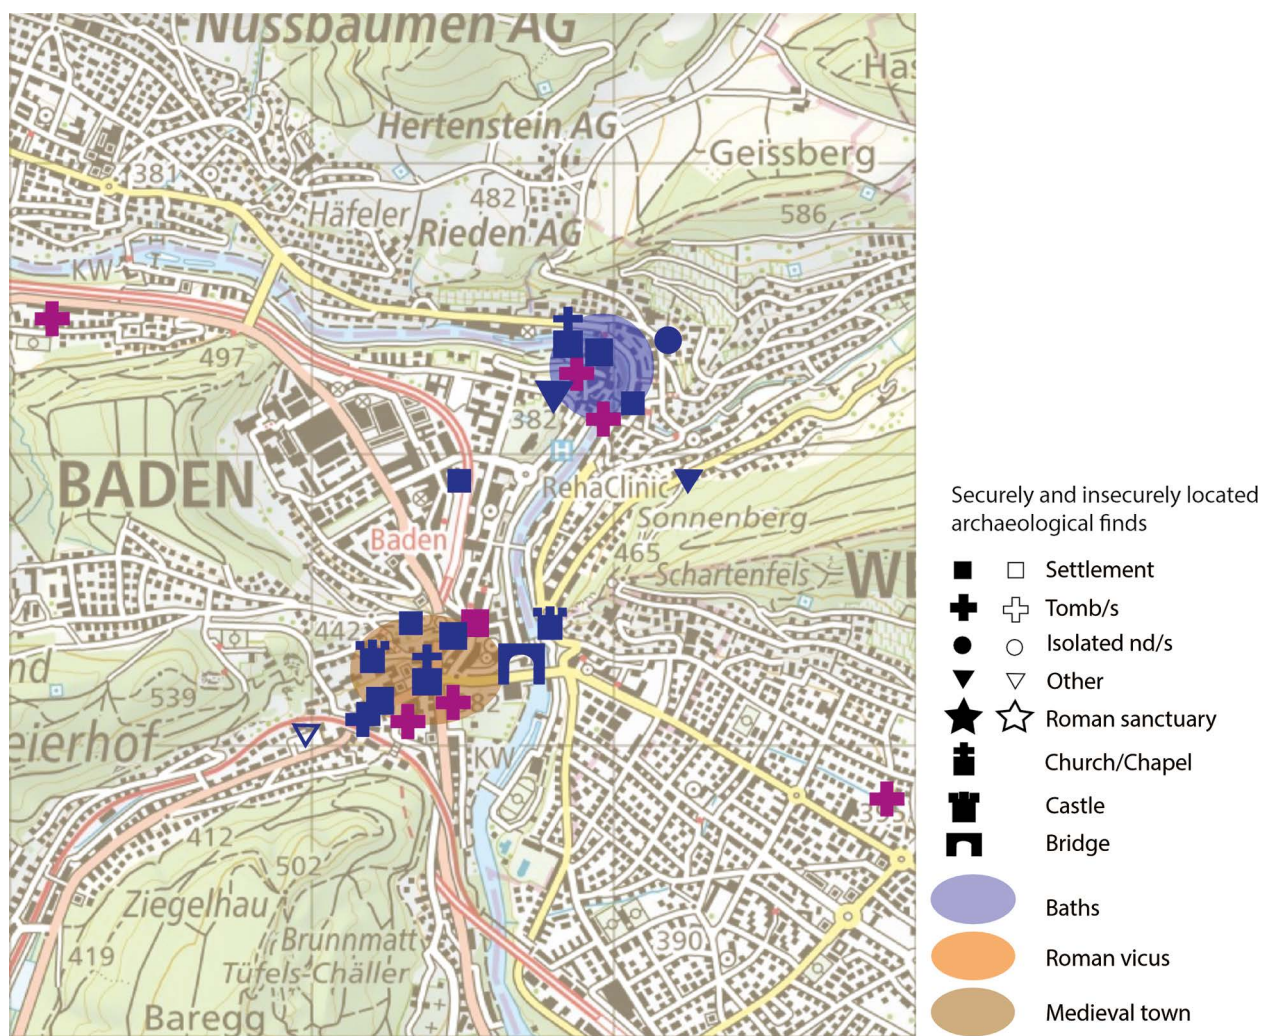 Nussbaumen AG
Has
Hertenstein AG
Geissberg
381
482
586
Häfeler
Rieden AG
KW
497
382
H
BADEN
RehaClinic
Sonnenberg
Baden
465
Schartenfels
WE
442
nd
539
82
eierhof
KW
395
412
502
Ziegelhau
Brunnmatt
390
419
Tüfels-Chäller
Baregg
Securely and insecurely located
archaeological finds
Settlement
Tomb/s
Isolated nd/s
Other
Roman sanctuary
Church/Chapel
Castle
Bridge
Baths
Roman vicus
Medieval town